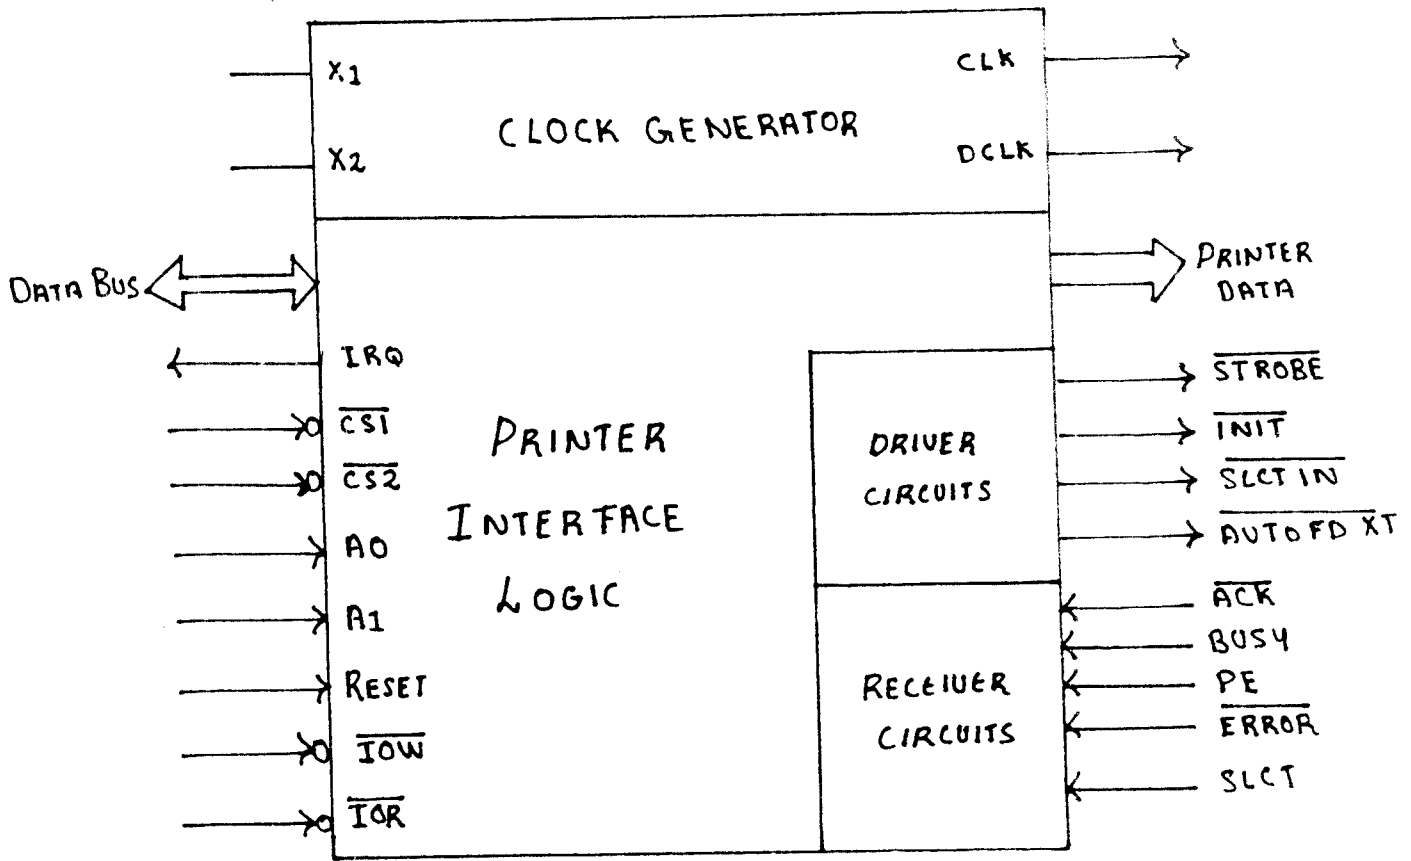 X1
CLK
CLOCK GENERATOR
X2
DCLK
DATA BUS
PRINTER
DATA
IRQ
STROBE
CS1
INIT
PRINTER
DRIVER
CS2
SLCT IN
CIRCUITS
INTERFACE
AUTOFD XT
A0
LOGIC
ACK
A1
BUSY
RESET
RECEIVER
PE
CIRCUITS
ERROR
IOW
SLCT
IOR